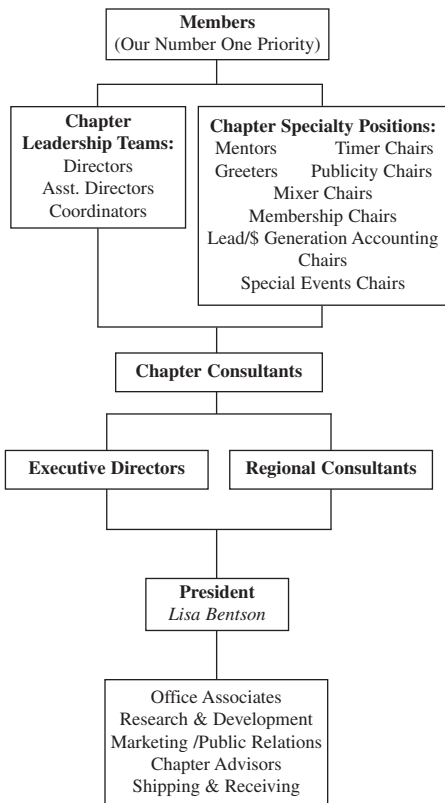 Members
(Our Number One Priority)
Chapter
Leadership Teams:
Directors
Asst. Directors
Coordinators
Chapter Specialty Positions:
Mentors Timer Chairs
Greeters Publicity Chairs
Mixer Chairs
Membership Chairs
Lead/$ Generation Accounting
Chairs
Special Events Chairs
Chapter Consultants
Executive Directors
Regional Consultants
President
Lisa Bentson
Office Associates
Research & Development
Marketing /Public Relations
Chapter Advisors
Shipping & Receiving